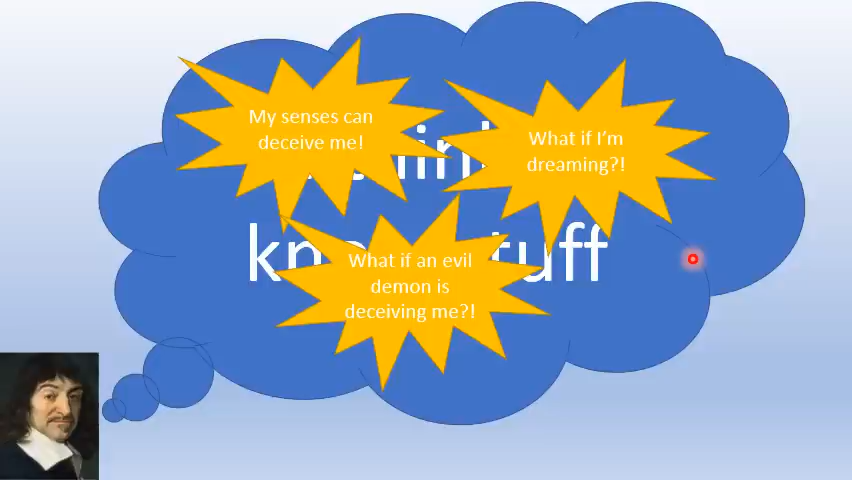 My senses can
deceive me!
What if I'm
dreaming?!
What if an evil
demon is
deceiving me?!